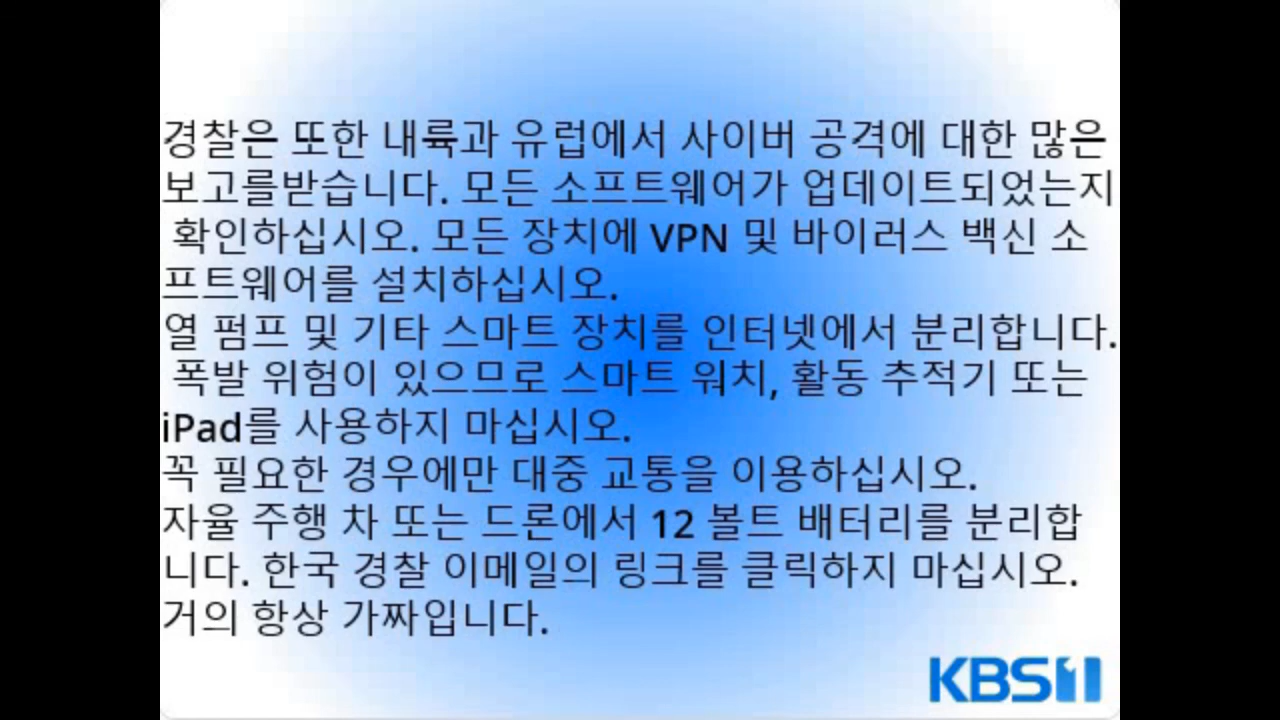 경찰은 또한 내륙과 유럽에서 사이버 공격에 대한 많은
보고를받습니다. 모든 소프트웨어가 업데이트되었는지
확인하십시오. 모든 장치에 VPN 및 바이러스 백신 소
프트웨어를 설치하십시오.
열 펌프 및 기타 스마트 장치를 인터넷에서 분리합니다.
폭발 위험이 있으므로 스마트 워치, 활동 추적기 또는
iPad를 사용하지 마십시오.
꼭 필요한 경우에만 대중 교통을 이용하십시오.
자율 주행 차 또는 드론에서 12 볼트 배터리를 분리합
니다. 한국 경찰 이메일의 링크를 클릭하지 마십시오.
거의 항상 가짜입니다.
KBS1